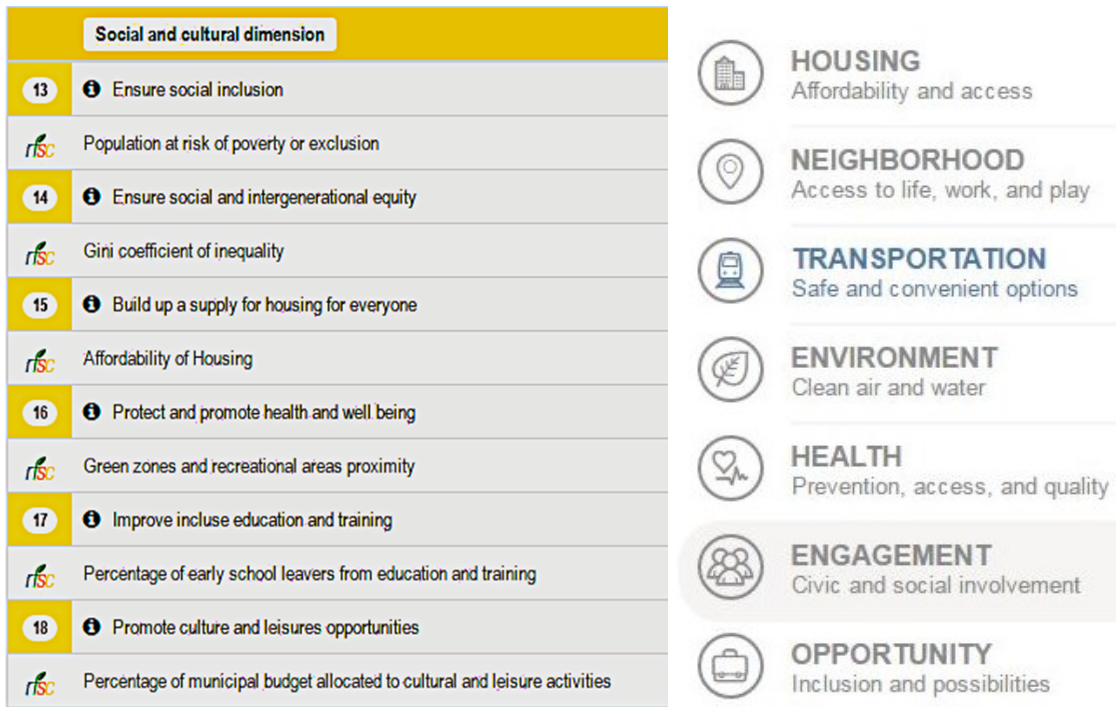 Social and cultural dimension
13 Ensure social inclusion
rfsc Population at risk of poverty or exclusion
14 Ensure social and intergenerational equity
rfsc Gini coefficient of inequality
15 Build up a supply for housing for everyone
rfsc Affordability of Housing
16 Protect and promote health and well being
rfsc Green zones and recreational areas proximity
17 Improve incluse education and training
rfsc Percentage of early school leavers from education and training
18 Promote culture and leisures opportunities
rfsc Percentage of municipal budget allocated to cultural and leisure activities
HOUSING
Affordability and access
NEIGHBORHOOD
Access to life, work, and play
TRANSPORTATION
Safe and convenient options
ENVIRONMENT
Clean air and water
HEALTH
Prevention, access, and quality
ENGAGEMENT
Civic and social involvement
OPPORTUNITY
Inclusion and possibilities